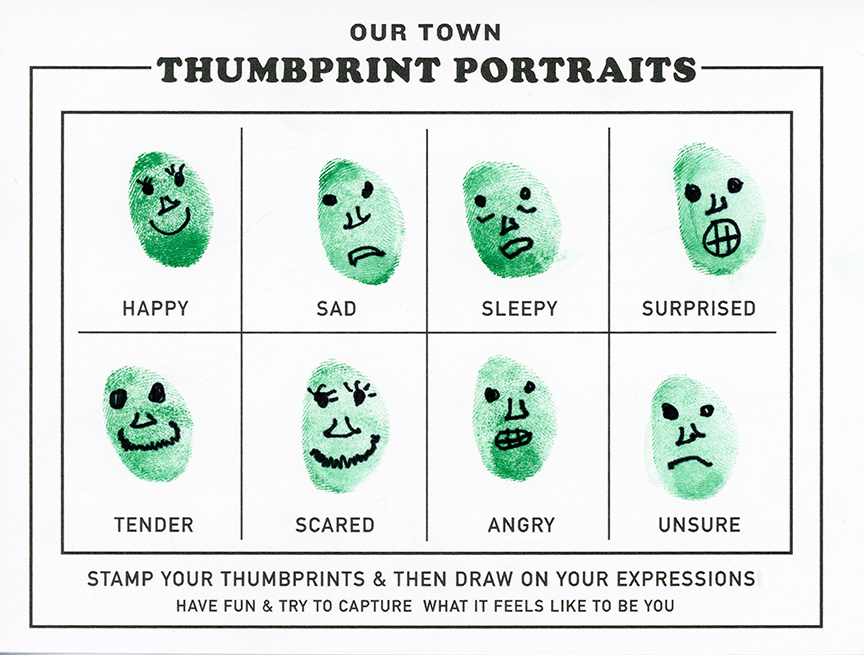 OUR TOWN
THUMBPRINT PORTRAITS
HAPPY
SAD
SLEEPY
SURPRISED
TENDER
SCARED
ANGRY
UNSURE
STAMP YOUR THUMBPRINTS & THEN DRAW ON YOUR EXPRESSIONS
HAVE FUN & TRY TO CAPTURE WHAT IT FEELS LIKE TO BE YOU